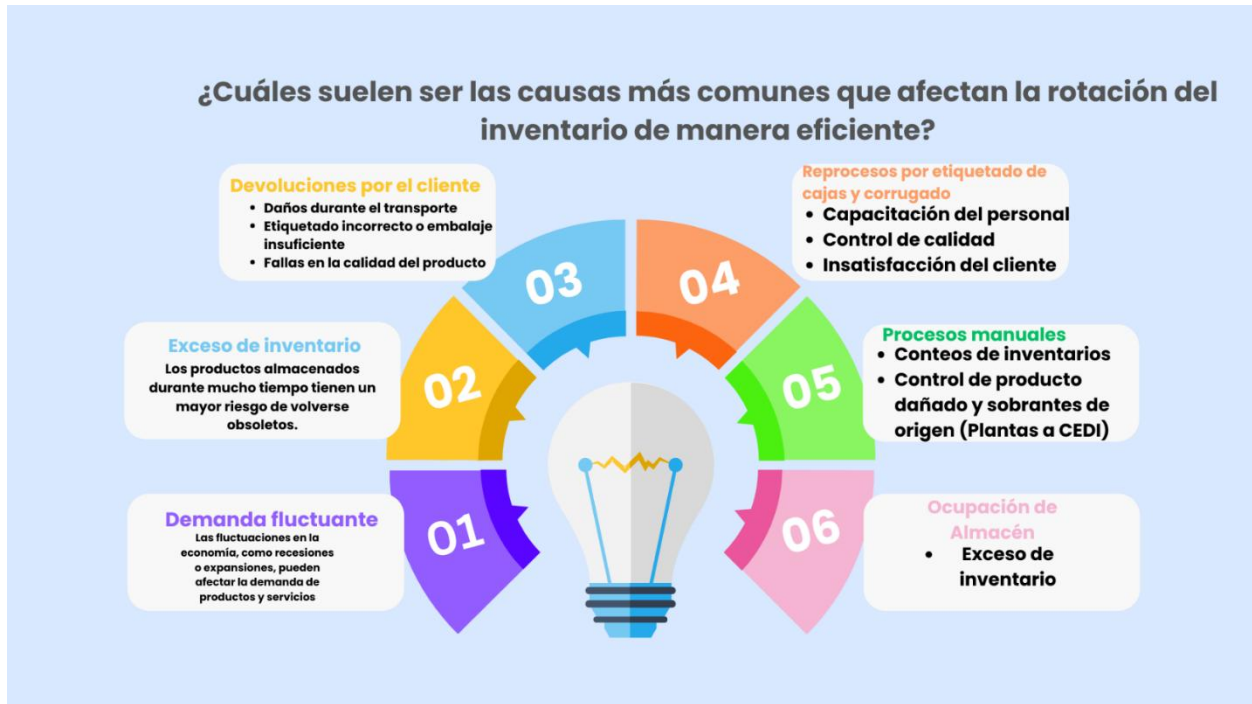 ¿Cuáles suelen ser las causas más comunes que afectan la rotación del
inventario de manera eficiente?
Devoluciones por el cliente
• Daños durante el transporte
• Etiquetado incorrecto o embalaje
insuficiente
• Fallas en la calidad del producto
Reprocesos por etiquetado de
cajas y corrugado
• Capacitación del personal
• Control de calidad
• Insatisfacción del cliente
03
04
Exceso de inventario
Los productos almacenados
durante mucho tiempo tienen un
mayor riesgo de volverse
obsoletos.
02
05
Procesos manuales
• Conteos de inventarios
• Control de producto
dañado y sobrantes de
origen (Plantas a CEDI)
Demanda fluctuante
Las fluctuaciones en la
economía, como recesiones
o expansiones, pueden
afectar la demanda de
productos y servicios
01
06
Ocupación de
Almacén
• Exceso de
inventario